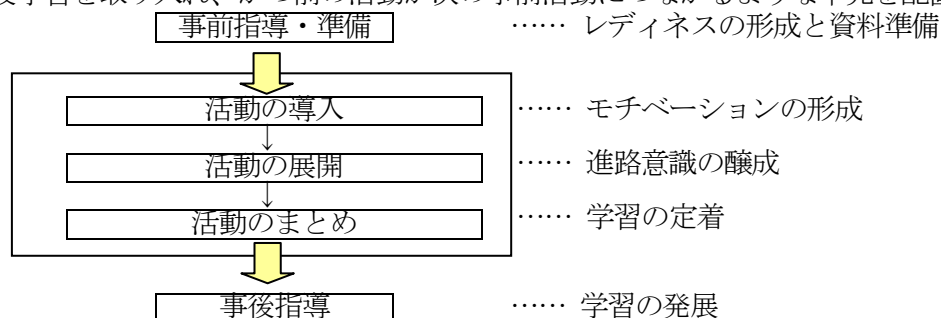 事前指導・準備 …… レディネスの形成と資料準備
活動の導入 …… モチベーションの形成
↓
活動の展開 …… 進路意識の醸成
↓
活動のまとめ …… 学習の定着
事後指導 …… 学習の発展